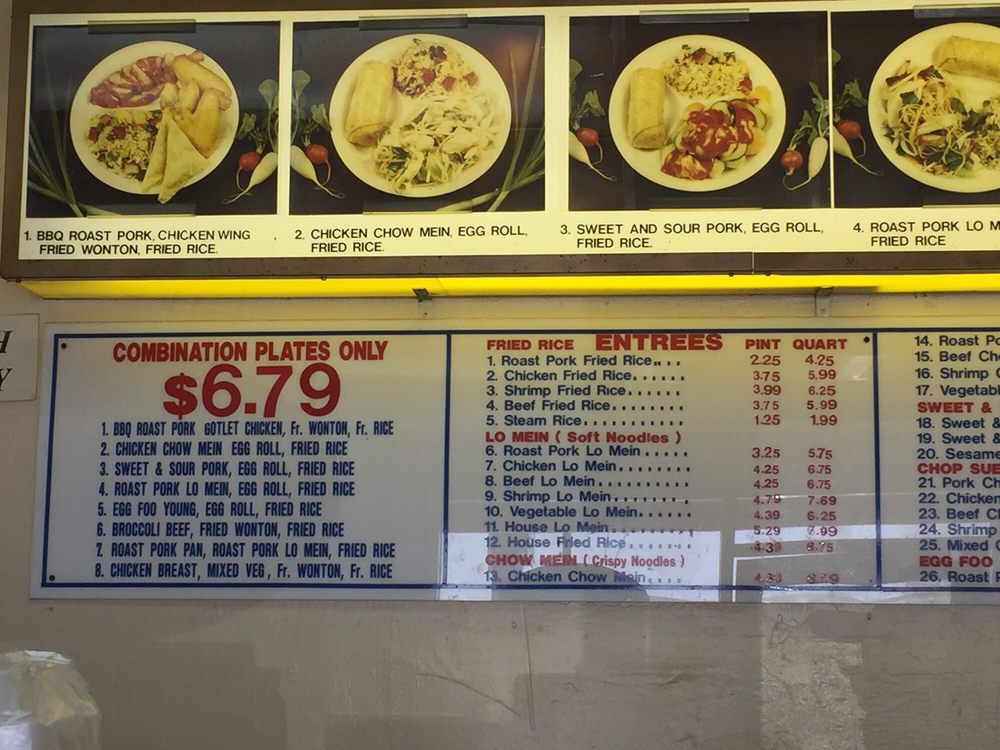 1. BBQ ROAST PORK, CHICKEN WING
FRIED WONTON, FRIED RICE.
2. CHICKEN CHOW MEIN, EGG ROLL,
FRIED RICE.
3. SWEET AND SOUR PORK, EGG ROLL,
FRIED RICE.
4. ROAST PORK LO M
FRIED RICE
H
Y
COMBINATION PLATES ONLY
$6.79
1. BBQ ROAST PORK GOTLET CHICKEN, Fr. WONTON, Fr. RICE
2. CHICKEN CHOW MEIN EGG ROLL, FRIED RICE
3. SWEET & SOUR PORK, EGG ROLL, FRIED RICE
4. ROAST PORK LO MEIN, EGG ROLL, FRIED RICE
5. EGG FOO YOUNG, EGG ROLL, FRIED RICE
6. BROCCOLI BEEF, FRIED WONTON, FRIED RICE
7. ROAST PORK PAN, ROAST PORK LO MEIN, FRIED RICE
8. CHICKEN BREAST, MIXED VEG, Fr. WONTON, Fr. RICE
FRIED RICE ENTREES PINT QUART
1. Roast Pork Fried Rice.. . . 2.25 4.25
2. Chicken Fried Rice. . . . . . 3.75 5.99
3. Shrimp Fried Rice. . . . . . . 3.99 6.25
4. Beef Fried Rice. . . . . . . . . 3.75 5.99
5. Steam Rice. . . . . . . . . . . . 1.25 1.99
LO MEIN ( Soft Noodles )
6. Roast Pork Lo Mein. . . . . 3.25 5.75
7. Chicken Lo Mein. . . . . . . . 4.25 6.75
8. Beef Lo Mein. . . . . . . . . . . 4.25 6.75
9. Shrimp Lo Mein. . . . . . . . . 4.79 7.69
10. Vegetable Lo Mein. . . . . . 4.39 6.25
11. House Lo Mein. . . . . . . . . 5.29 7.99
12. House Fried Rice. . . . . . .
CHOW MEIN ( Crispy Noodles )
13. Chicken Chow Mein. . . .
14. Roast Po
15. Beef Ch
16. Shrimp
17. Vegetab
SWEET &
18. Sweet &
19. Sweet &
20. Sesame
CHOP SUE
21. Pork Ch
22. Chicken
23. Beef C
24. Shrimp
25. Mixed
EGG FOO
26. Roast